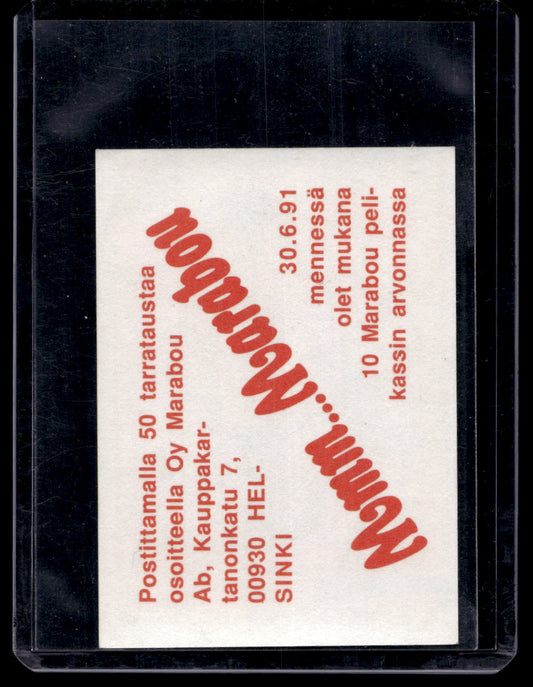 Postittamalla 50 tarrataustaa
osoitteella Oy Marabou
Ab, Kauppakar-
tanonkatu 7,
00930 HEL-
SINKI
Mmm...Marabou
30.6.91
mennessä
olet mukana
10 Marabou peli-
kassin arvonnassa